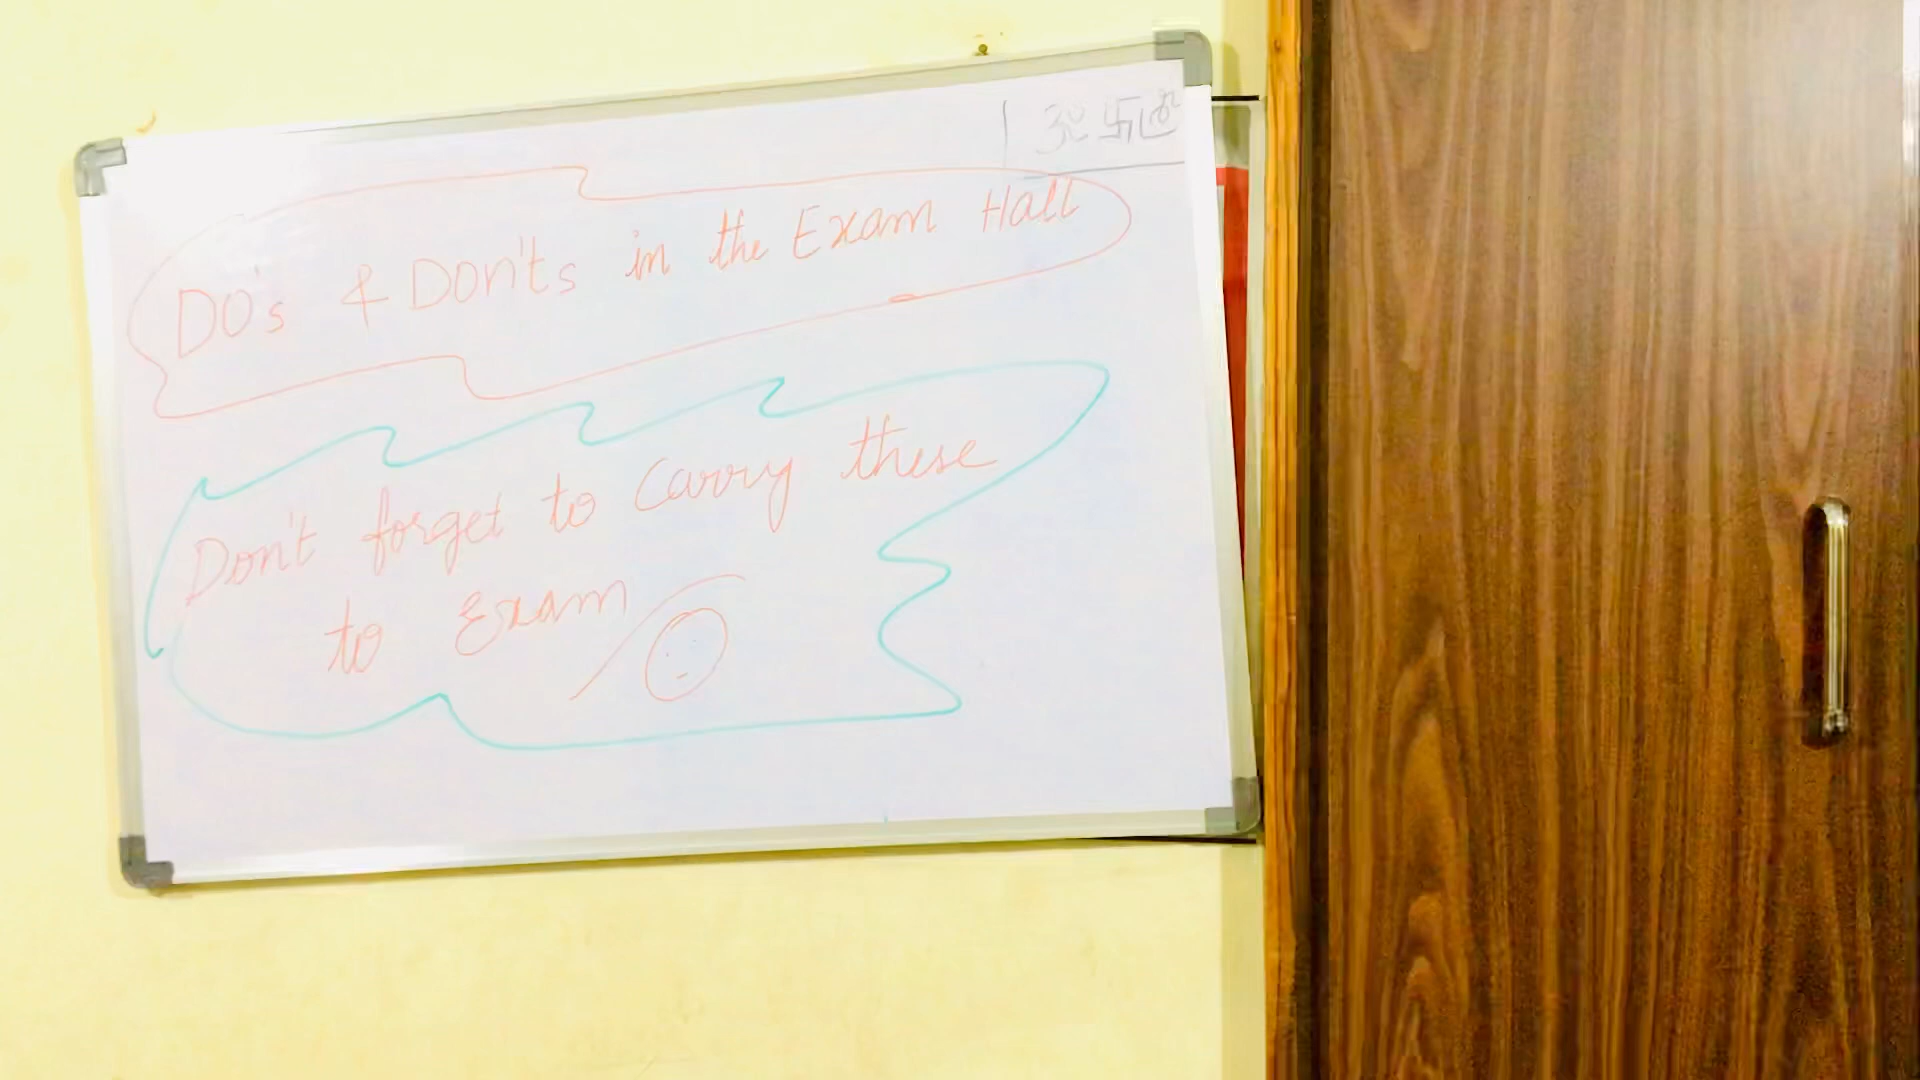 DO's & Don'ts in the Exam Hall
Don't forget to Carry these
to Exam